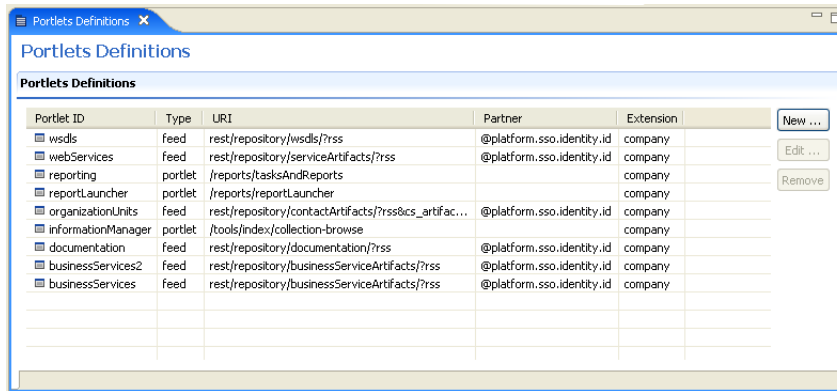 Portlets Definitions
Portlets Definitions
Portlets Definitions
Portlet ID Type URI Partner Extension
wsdls feed rest/repository/wsdls/?rss @platform.sso.identity.id company
webServices feed rest/repository/serviceArtifacts/?rss @platform.sso.identity.id company
reporting portlet /reports/tasksAndReports company
reportLauncher portlet /reports/reportLauncher company
organizationUnits feed rest/repository/contactArtifacts/?rss&cs_artifac... @platform.sso.identity.id company
informationManager portlet /tools/index/collection-browse company
documentation feed rest/repository/documentation/?rss @platform.sso.identity.id company
businessServices2 feed rest/repository/businessServiceArtifacts/?rss @platform.sso.identity.id company
businessServices feed rest/repository/businessServiceArtifacts/?rss @platform.sso.identity.id company
New ...
Edit ...
Remove